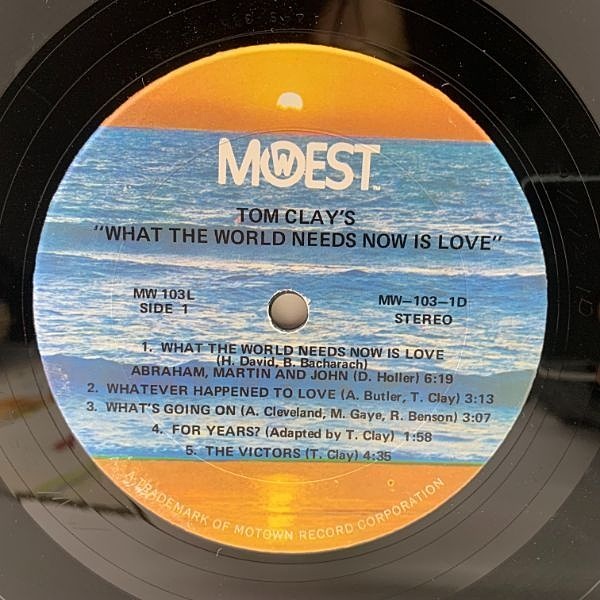 MOWEST™
TOM CLAY'S
"WHAT THE WORLD NEEDS NOW IS LOVE"
MW 103L
SIDE 1
MW-103-1D
STEREO
1. WHAT THE WORLD NEEDS NOW IS LOVE
(H. David, B. Bacharach)
ABRAHAM, MARTIN AND JOHN (D. Holler) 6:19
2. WHATEVER HAPPENED TO LOVE (A. Butler, T. Clay) 3:13
3. WHAT'S GOING ON (A. Cleveland, M. Gaye, R. Benson) 3:07
4. FOR YEARS? (Adapted by T. Clay) 1:58
5. THE VICTORS (T. Clay) 4:35
A TRADEMARK OF MOTOWN RECORD CORPORATION